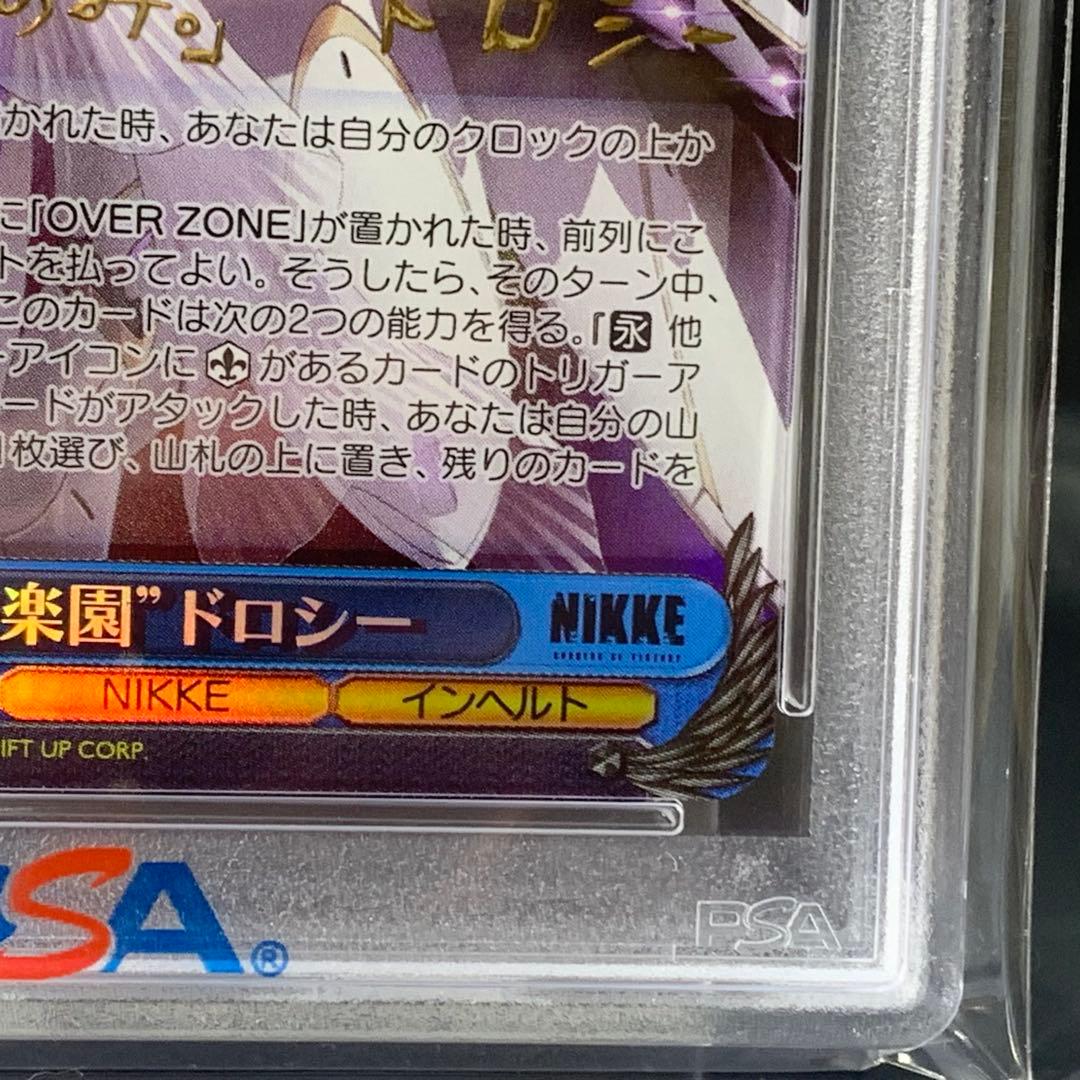 ドロシー
かれた時、あなたは自分のクロックの上か
に「OVER ZONE」が置かれた時、前列にこ
トを払ってよい。そうしたら、そのターン中、
このカードは次の2つの能力を得る。『永 他
ーアイコンに があるカードのトリガーア
ードがアタックした時、あなたは自分の山
1枚選び、山札の上に置き、残りのカードを
楽園”ドロシー
NIKKE
NIKKE インヘルト
IFT UP CORP.
PSA®
PSA